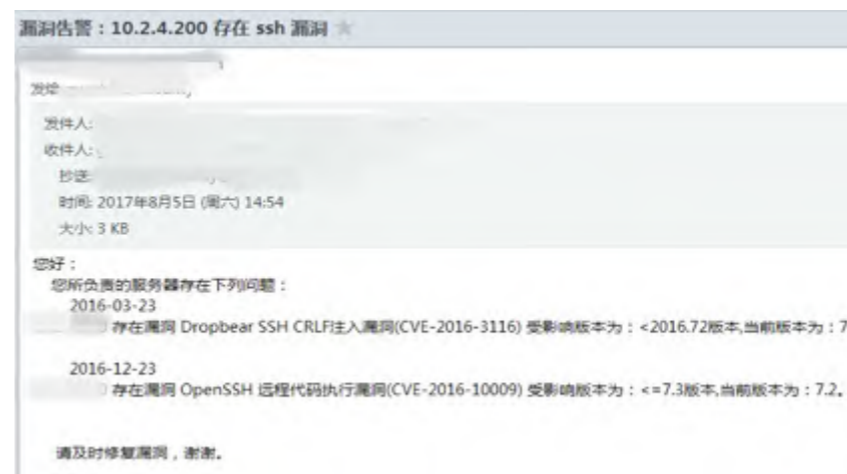 漏洞告警：10.2.4.200 存在 ssh 漏洞 ★
发给
发件人:
收件人:
抄送:
时间: 2017年8月5日 (周六) 14:54
大小: 3 KB
您好：
您所负责的服务器存在下列问题：
2016-03-23
存在漏洞 Dropbear SSH CRLF注入漏洞(CVE-2016-3116) 受影响版本为：<2016.72版本,当前版本为：7
2016-12-23
存在漏洞 OpenSSH 远程代码执行漏洞(CVE-2016-10009) 受影响版本为：<=7.3版本,当前版本为：7.2。
请及时修复漏洞，谢谢。